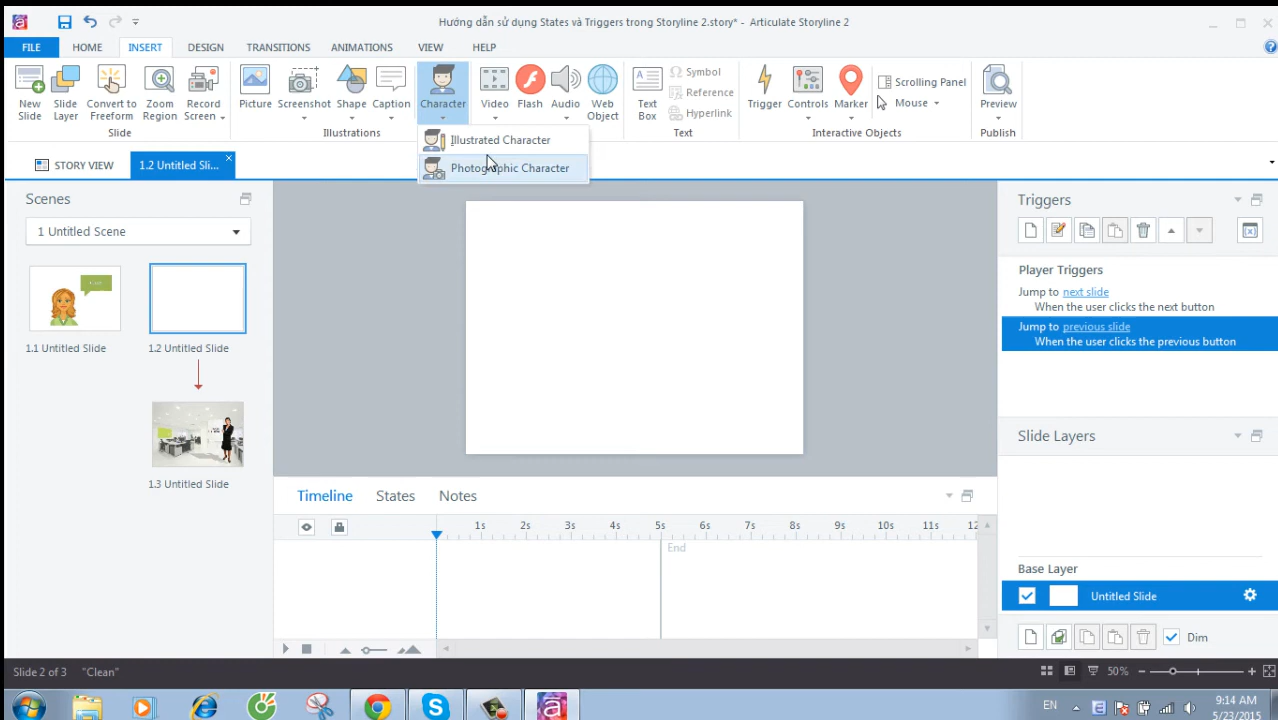 Hướng dẫn sử dụng States và Triggers trong Storyline 2.story* - Articulate Storyline 2
FILE HOME INSERT DESIGN TRANSITIONS ANIMATIONS VIEW HELP
New Slide
Slide Layer
Convert to Freeform
Zoom Region
Record Screen
Slide
Picture
Screenshot
Shape
Caption
Illustrations
Character
Video
Flash
Audio
Web Object
Text Box
Symbol
Reference
Hyperlink
Text
Trigger
Controls
Marker
Scrolling Panel
Mouse
Interactive Objects
Preview
Publish
Illustrated Character
Photographic Character
STORY VIEW
1.2 Untitled Sli...
Scenes
1 Untitled Scene
1.1 Untitled Slide
1.2 Untitled Slide
1.3 Untitled Slide
Timeline States Notes
1s 2s 3s 4s 5s 6s 7s 8s 9s 10s 11s 12
End
Triggers
Player Triggers
Jump to next slide
When the user clicks the next button
Jump to previous slide
When the user clicks the previous button
Slide Layers
Base Layer
Untitled Slide
Dim
Slide 2 of 3 "Clean" 50%
EN
9:14 AM
5/23/2015